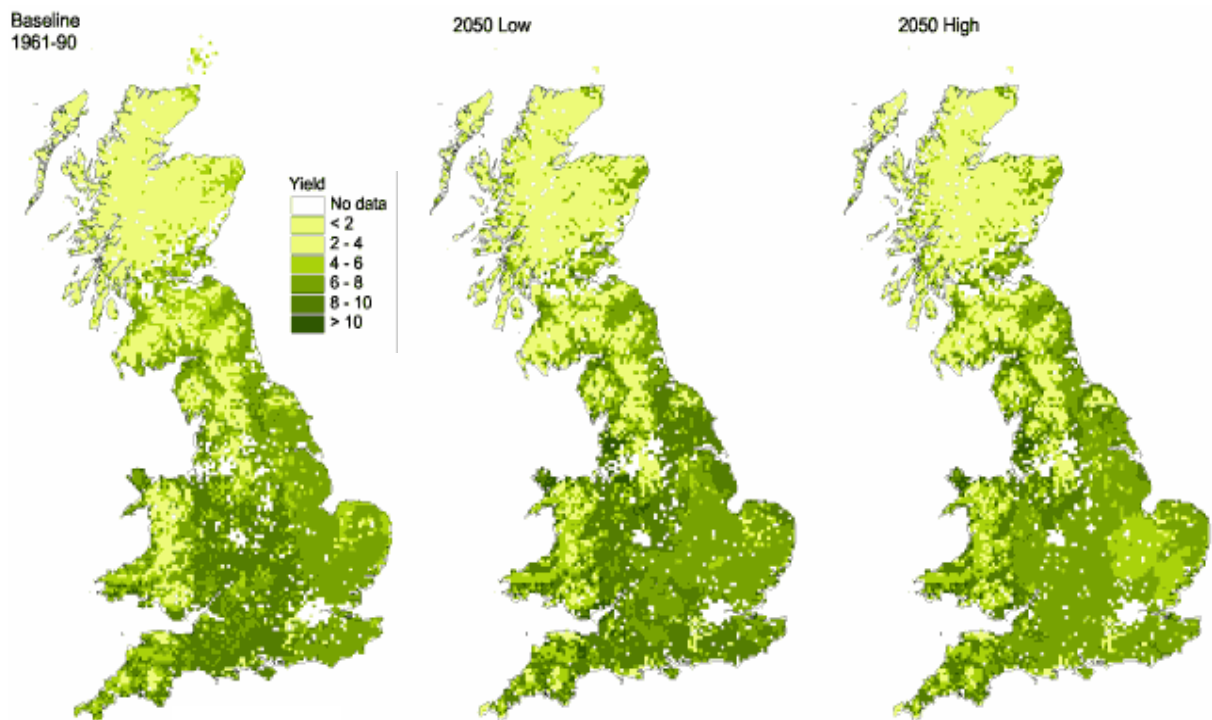 Baseline
1961-90
2050 Low
2050 High
Yield
No data
< 2
2 - 4
4 - 6
6 - 8
8 - 10
> 10